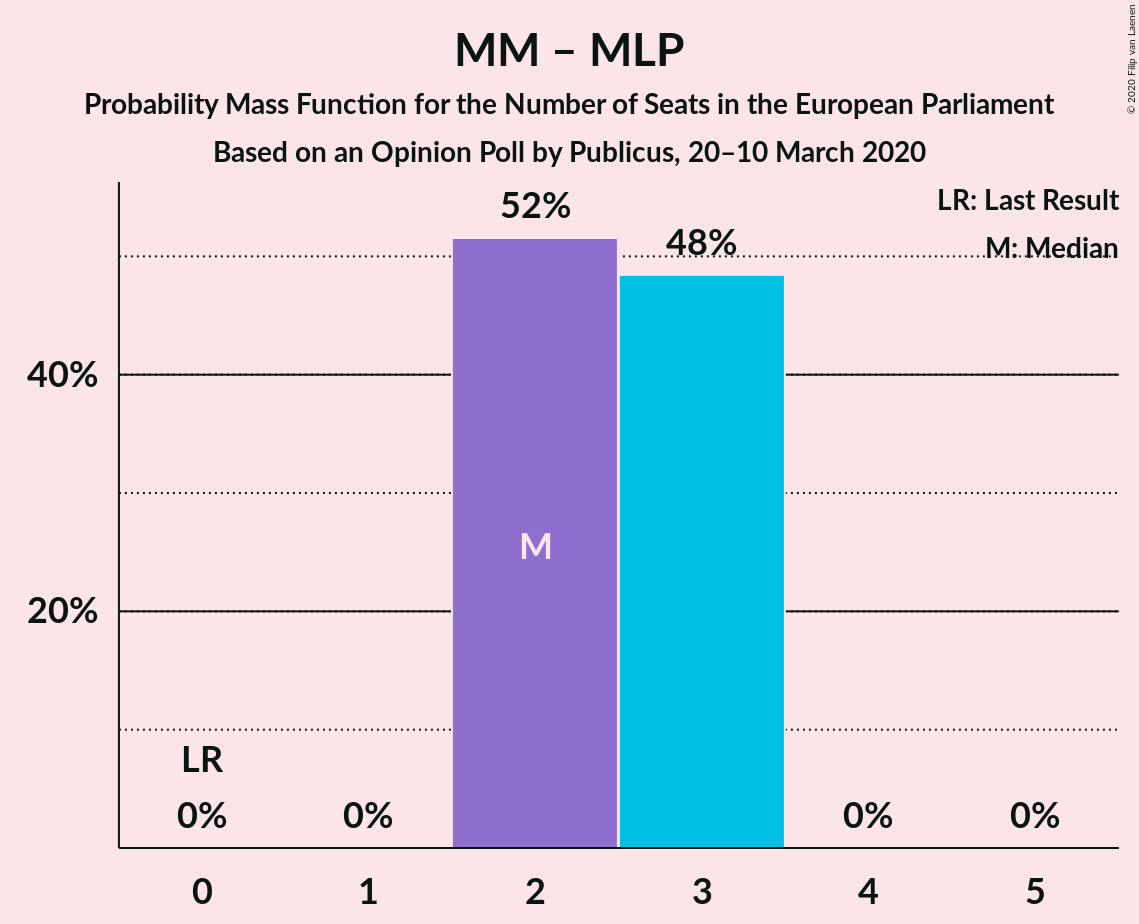 MM – MLP
Probability Mass Function for the Number of Seats in the European Parliament
Based on an Opinion Poll by Publicus, 20–10 March 2020
© 2020 Filip van Laenen
LR: Last Result
M: Median
52%
48%
40%
M
20%
LR
0%
0%
0%
0%
0
1
2
3
4
5